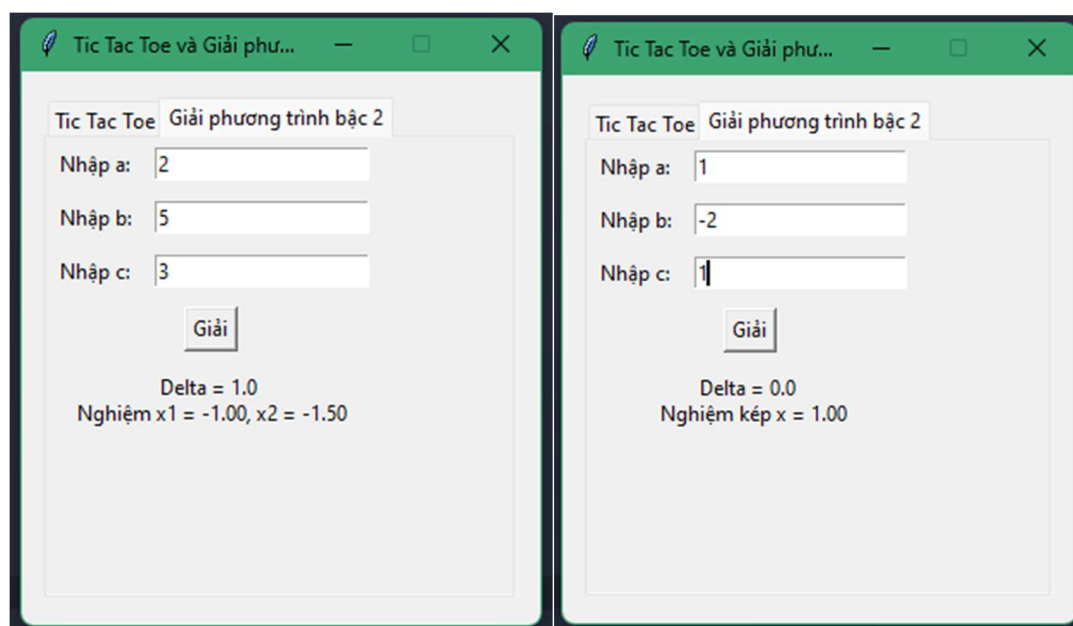 Tic Tac Toe và Giải phư...
Tic Tac Toe
Giải phương trình bậc 2
Nhập a: 2
Nhập b: 5
Nhập c: 3
Giải
Delta = 1.0
Nghiệm x1 = -1.00, x2 = -1.50
Tic Tac Toe và Giải phư...
Tic Tac Toe
Giải phương trình bậc 2
Nhập a: 1
Nhập b: -2
Nhập c: 1
Giải
Delta = 0.0
Nghiệm kép x = 1.00